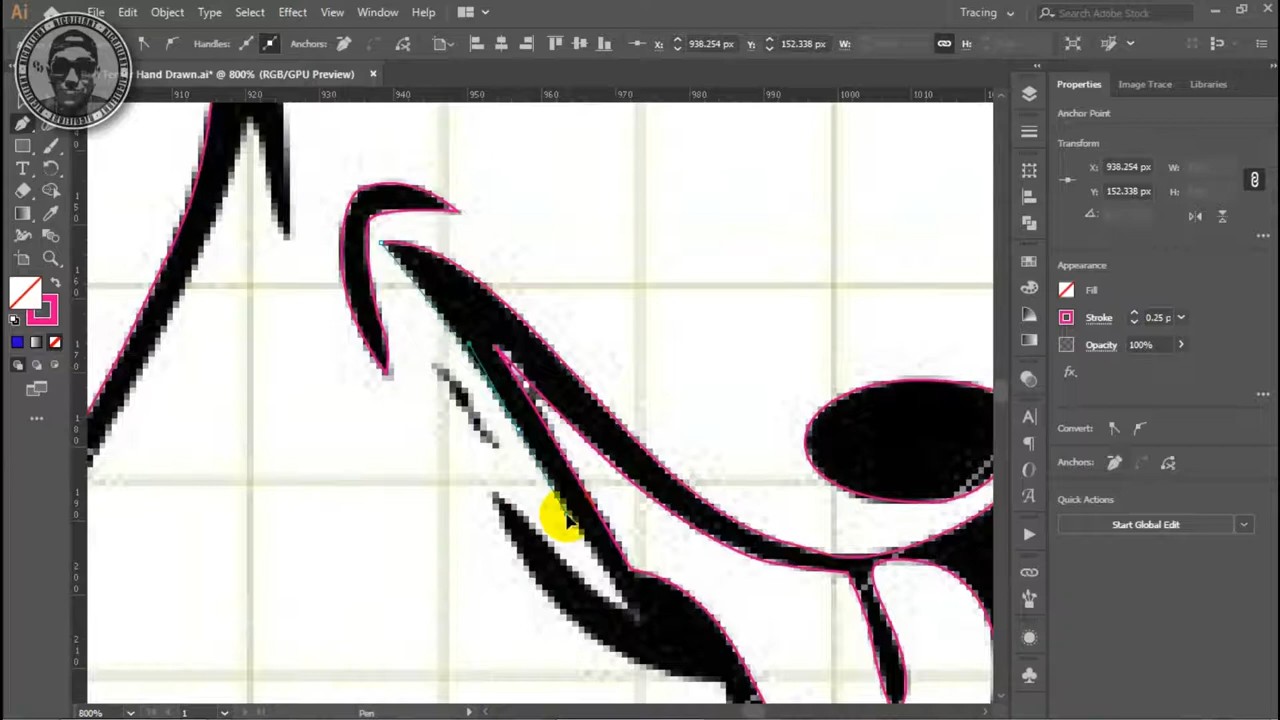 Ai
File Edit Object Type Select Effect View Window Help
Tracing
Search Adobe Stock
Handles:
Anchors:
X: 938.254 px
Y: 152.338 px
W:
H:
Hand Drawn.ai* @ 800% (RGB/GPU Preview)
910 920 930 940 950 960 970 980 990 1000 1010
Properties Image Trace Libraries
Anchor Point
Transform
X: 938.254 px W:
Y: 152.338 px H:
Appearance
Fill
Stroke 0.25 p
Opacity 100%
fx
Convert:
Anchors:
Quick Actions
Start Global Edit
800% 1 Pen